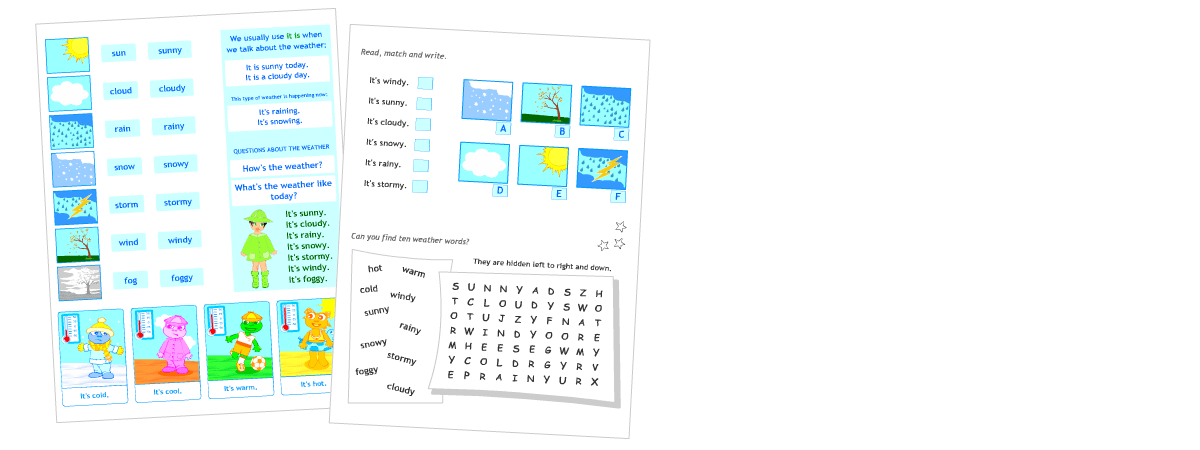 sun sunny
cloud cloudy
rain rainy
snow snowy
storm stormy
wind windy
fog foggy
We usually use it is when
we talk about the weather:
It is sunny today.
It is a cloudy day.
This type of weather is happening now:
It's raining.
It's snowing.
QUESTIONS ABOUT THE WEATHER
How's the weather?
What's the weather like
today?
It's sunny.
It's cloudy.
It's rainy.
It's snowy.
It's stormy.
It's windy.
It's foggy.
It's cold.
It's cool.
It's warm.
It's hot.
Read, match and write.
It's windy.
It's sunny.
It's cloudy.
It's snowy.
It's rainy.
It's stormy.
A
B
C
D
E
F
Can you find ten weather words?
They are hidden left to right and down.
hot warm
cold windy
sunny
rainy
snowy
stormy
foggy
cloudy
S U N N Y A D S Z H
T C L O U D Y S W O
O T U J Z Y F N A T
R W I N D Y O O R E
M H E E S E G W M Y
Y C O L D R G Y R V
E P R A I N Y U R X